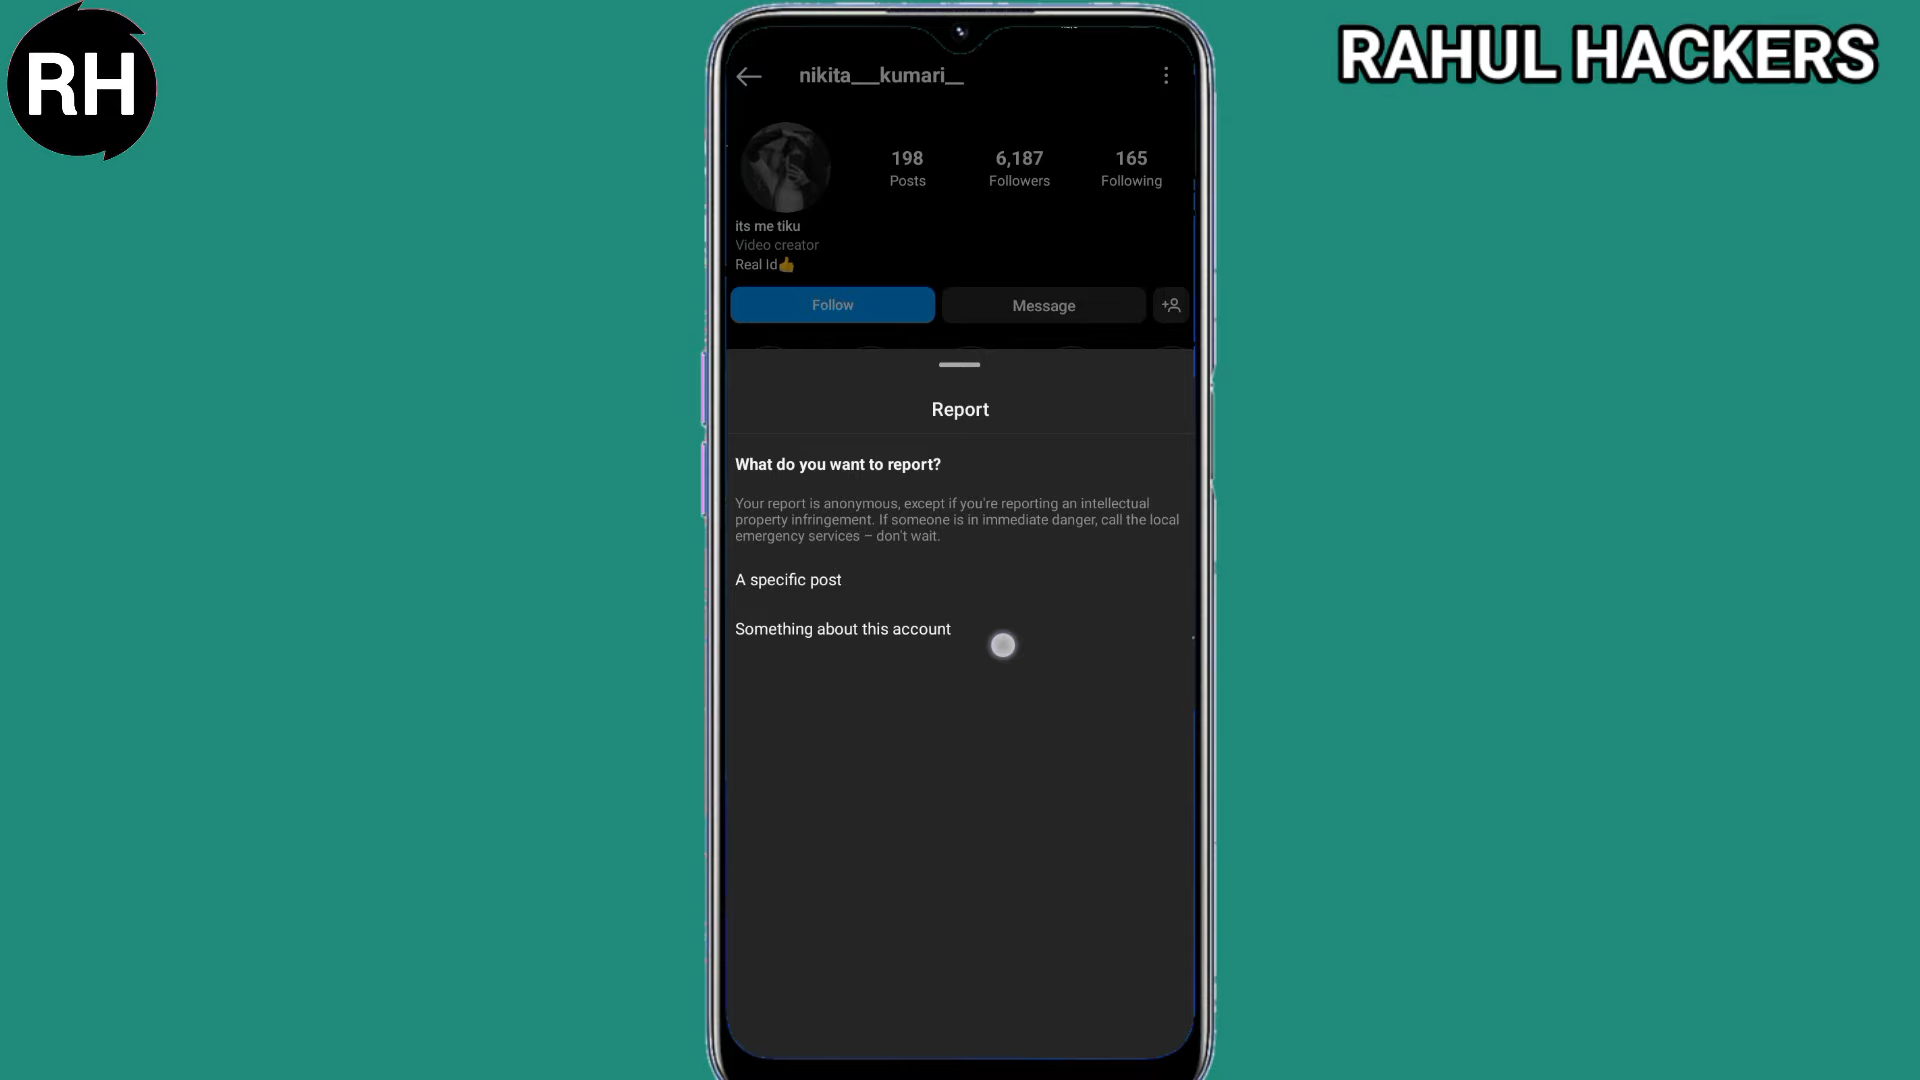 RH
RAHUL HACKERS
nikita___kumari__
198
6,187
165
Posts
Followers
Following
its me tiku
Video creator
Real Id👍
Follow
Message
Report
What do you want to report?
Your report is anonymous, except if you're reporting an intellectual
property infringement. If someone is in immediate danger, call the local
emergency services – don't wait.
A specific post
Something about this account